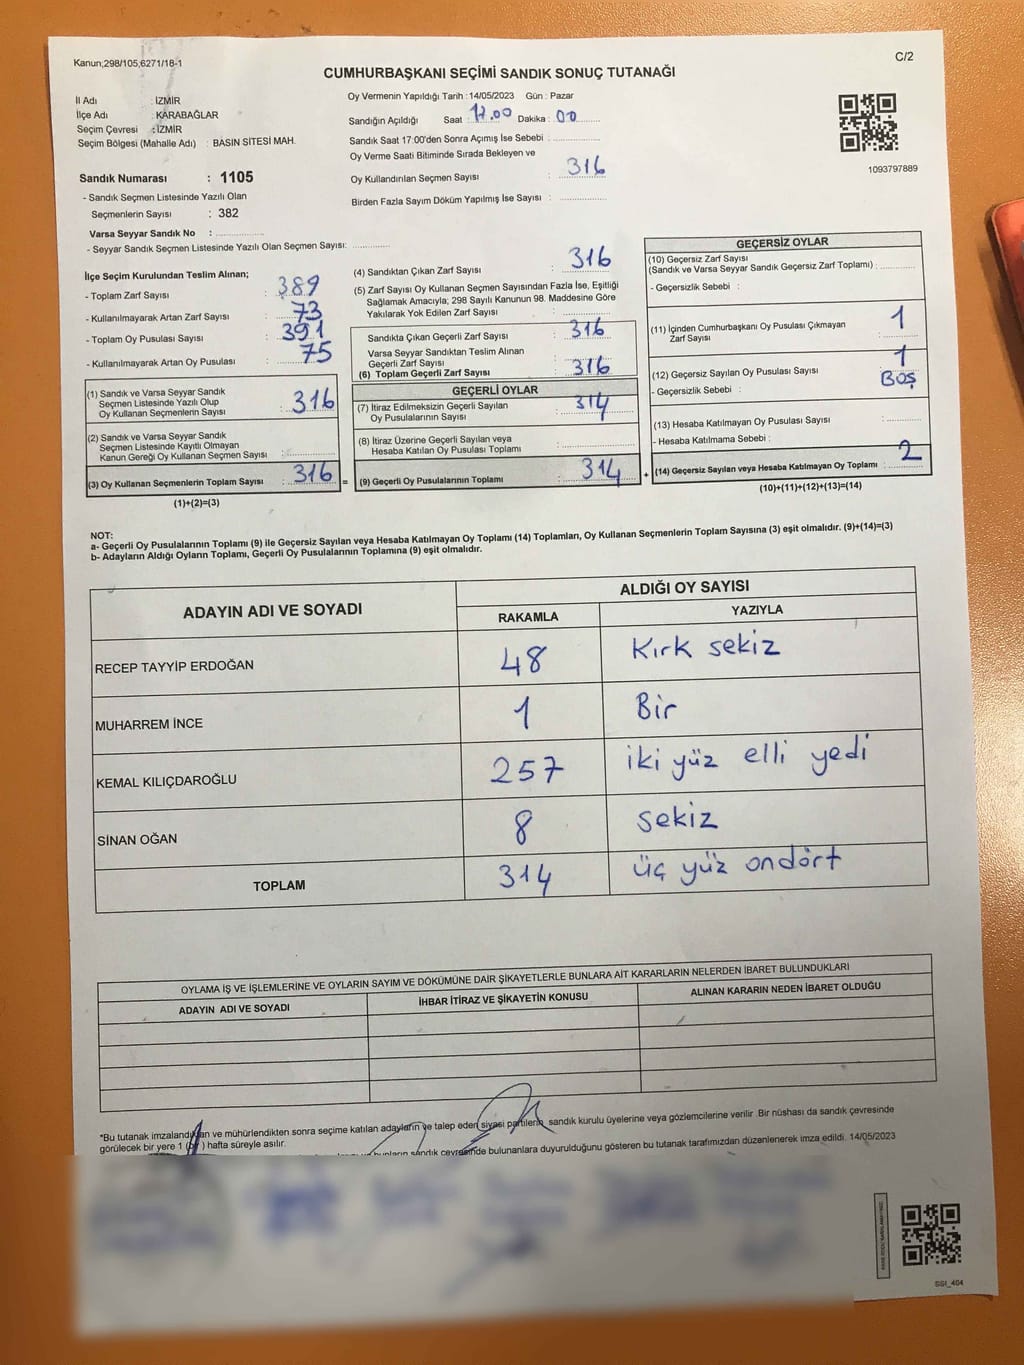 Kanun;298/105,6271/18-1
C/2
CUMHURBAŞKANI SEÇİMİ SANDIK SONUÇ TUTANAĞI
İl Adı : İZMİR
İlçe Adı : KARABAĞLAR
Seçim Çevresi : İZMİR
Seçim Bölgesi (Mahalle Adı) : BASIN SİTESİ MAH.
Sandık Numarası : 1105
- Sandık Seçmen Listesinde Yazılı Olan
Seçmenlerin Sayısı : 382
Varsa Seyyar Sandık No : ................
- Seyyar Sandık Seçmen Listesinde Yazılı Olan Seçmen Sayısı: .............
Oy Vermenin Yapıldığı Tarih : 14/05/2023 Gün : Pazar
Sandığın Açıldığı Saat : 17.00 Dakika : 00
Sandık Saat 17:00'den Sonra Açımış İse Sebebi : ................
Oy Verme Saati Bitiminde Sırada Bekleyen ve
Oy Kullandırılan Seçmen Sayısı : 316
Birden Fazla Sayım Döküm Yapılmış İse Sayısı : ................
1093797889
İlçe Seçim Kurulundan Teslim Alınan;
- Toplam Zarf Sayısı : 389
- Kullanılmayarak Artan Zarf Sayısı : 73
- Toplam Oy Pusulası Sayısı : 391
- Kullanılmayarak Artan Oy Pusulası : 75
(1) Sandık ve Varsa Seyyar Sandık
Seçmen Listesinde Yazılı Olup
Oy Kullanan Seçmenlerin Sayısı : 316
(2) Sandık ve Varsa Seyyar Sandık
Seçmen Listesinde Kayıtlı Olmayan
Kanun Gereği Oy Kullanan Seçmen Sayısı : ................
(3) Oy Kullanan Seçmenlerin Toplam Sayısı : 316 =
(1)+(2)=(3)
(4) Sandıktan Çıkan Zarf Sayısı : 316
(5) Zarf Sayısı Oy Kullanan Seçmen Sayısından Fazla İse, Eşitliği
Sağlamak Amacıyla; 298 Sayılı Kanunun 98. Maddesine Göre
Yakılarak Yok Edilen Zarf Sayısı : ................
Sandıkta Çıkan Geçerli Zarf Sayısı : 316
Varsa Seyyar Sandıktan Teslim Alınan
Geçerli Zarf Sayısı :
(6) Toplam Geçerli Zarf Sayısı : 316
GEÇERLİ OYLAR
(7) İtiraz Edilmeksizin Geçerli Sayılan
Oy Pusulalarının Sayısı : 314
(8) İtiraz Üzerine Geçerli Sayılan veya
Hesaba Katılan Oy Pusulası Toplamı : ................
(9) Geçerli Oy Pusulalarının Toplamı : 314 +
GEÇERSİZ OYLAR
(10) Geçersiz Zarf Sayısı
(Sandık ve Varsa Seyyar Sandık Geçersiz Zarf Toplamı) : ............
- Geçersizlik Sebebi :
(11) İçinden Cumhurbaşkanı Oy Pusulası Çıkmayan
Zarf Sayısı : 1
(12) Geçersiz Sayılan Oy Pusulası Sayısı : 1
- Geçersizlik Sebebi : BOŞ
(13) Hesaba Katılmayan Oy Pusulası Sayısı : ............
- Hesaba Katılmama Sebebi :
(14) Geçersiz Sayılan veya Hesaba Katılmayan Oy Toplamı : 2
(10)+(11)+(12)+(13)=(14)
NOT:
a- Geçerli Oy Pusulalarının Toplamı (9) ile Geçersiz Sayılan veya Hesaba Katılmayan Oy Toplamı (14) Toplamları, Oy Kullanan Seçmenlerin Toplam Sayısına (3) eşit olmalıdır. (9)+(14)=(3)
b- Adayların Aldığı Oyların Toplamı, Geçerli Oy Pusulalarının Toplamına (9) eşit olmalıdır.
ADAYIN ADI VE SOYADI
ALDIĞI OY SAYISI
RAKAMLA YAZIYLA
RECEP TAYYİP ERDOĞAN 48 Kırk sekiz
MUHARREM İNCE 1 Bir
KEMAL KILIÇDAROĞLU 257 iki yüz elli yedi
SİNAN OĞAN 8 sekiz
TOPLAM 314 üç yüz ondört
OYLAMA İŞ VE İŞLEMLERİNE VE OYLARIN SAYIM VE DÖKÜMÜNE DAİR ŞİKAYETLERLE BUNLARA AİT KARARLARIN NELERDEN İBARET BULUNDUKLARI
ADAYIN ADI VE SOYADI İHBAR İTİRAZ VE ŞİKAYETİN KONUSU ALINAN KARARIN NEDEN İBARET OLDUĞU
*Bu tutanak imzalandıktan ve mühürlendikten sonra seçime katılan adayların ve talep eden siyasi partilerin sandık kurulu üyelerine veya gözlemcilerine verilir .Bir nüshası da sandık çevresinde
görülecek bir yere 1 (bir) hafta süreyle asılır.
bunların sandık çevresinde bulunanlara duyurulduğunu gösteren bu tutanak tarafımızdan düzenlenerek imza edildi. 14/05/2023
SSI_404